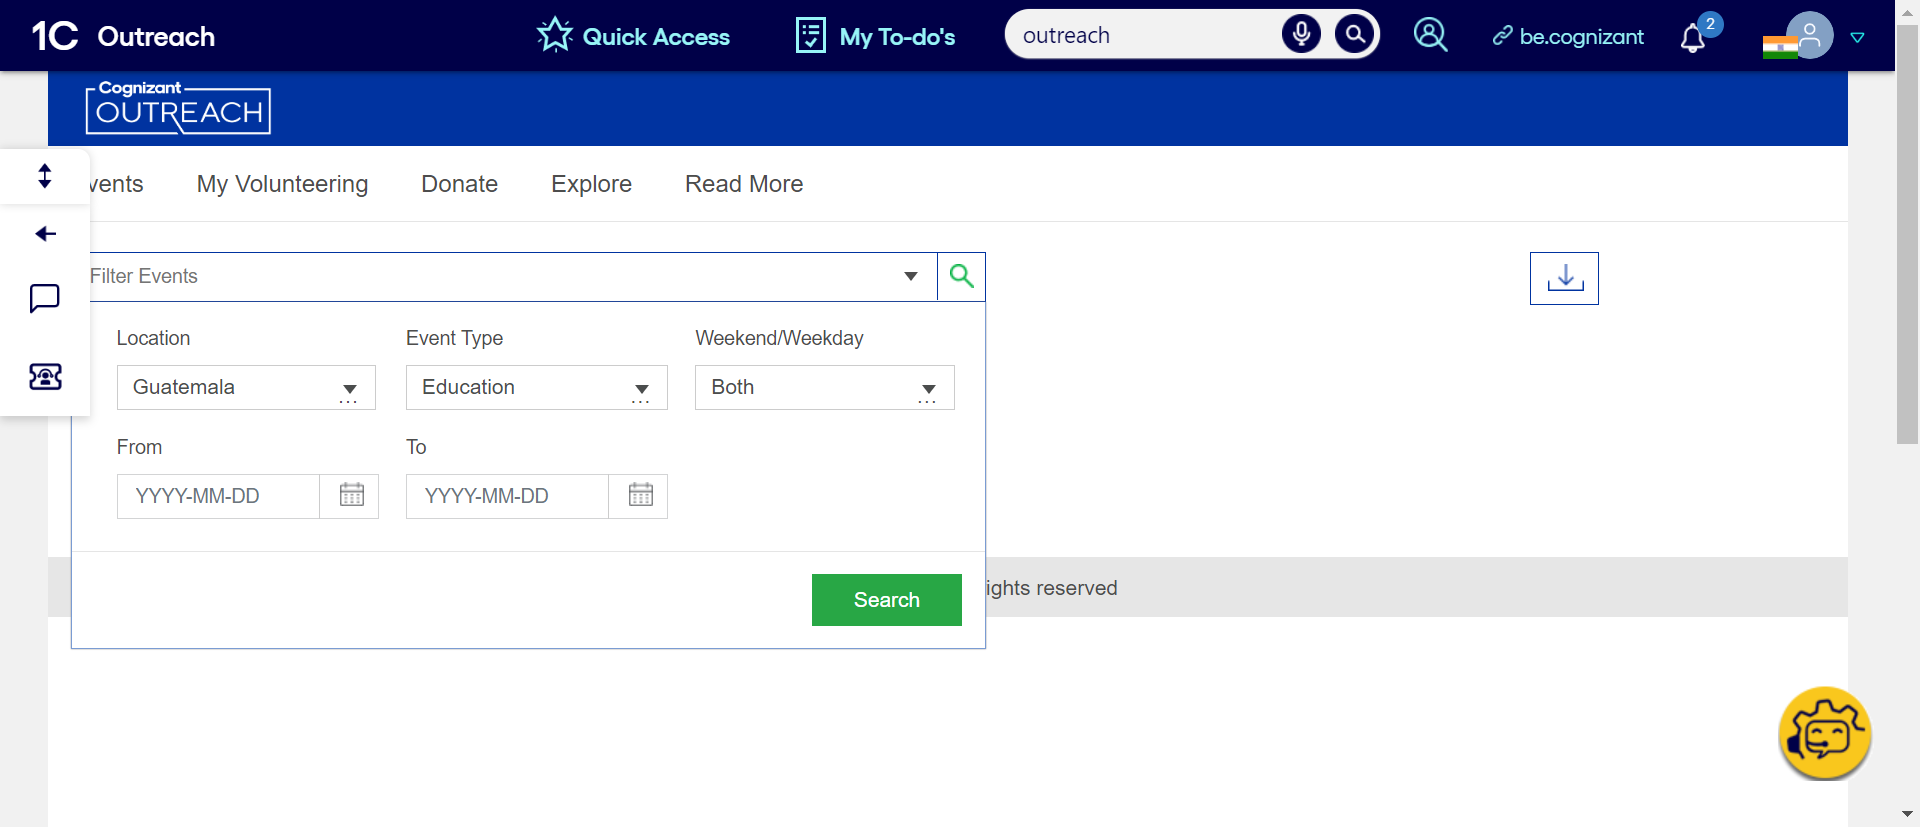 1C Outreach
Quick Access
My To-do's
outreach
be.cognizant
2
Cognizant
OUTREACH
vents
My Volunteering
Donate
Explore
Read More
Filter Events
Location
Event Type
Weekend/Weekday
Guatemala
Education
Both
From
To
YYYY-MM-DD
YYYY-MM-DD
Search
ights reserved